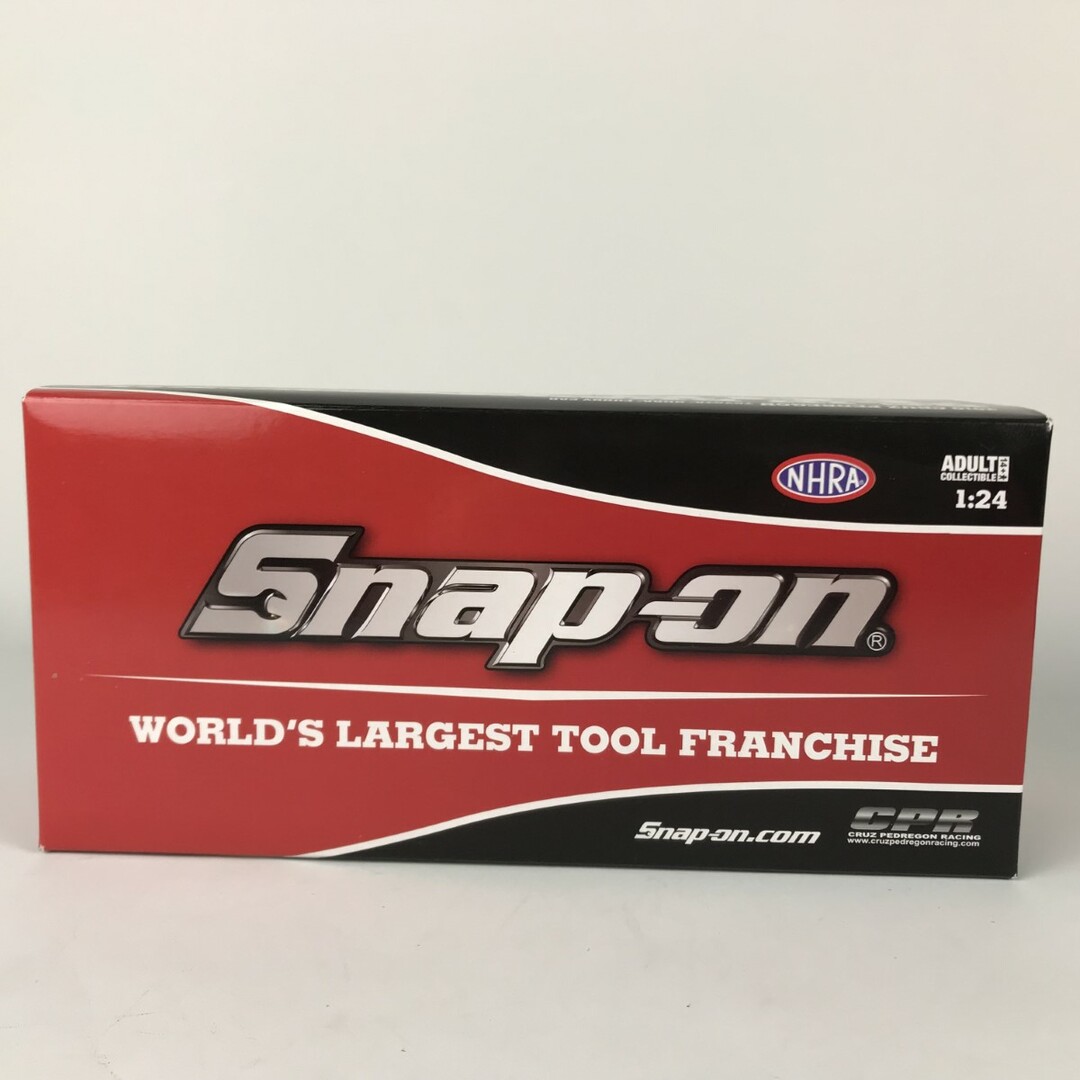 NHRA
ADULT 14+
COLLECTIBLE
1:24
Snap-on®
WORLD'S LARGEST TOOL FRANCHISE
Snap-on.com
CPR
CRUZ PEDREGON RACING
www.cruzpedregonracing.com